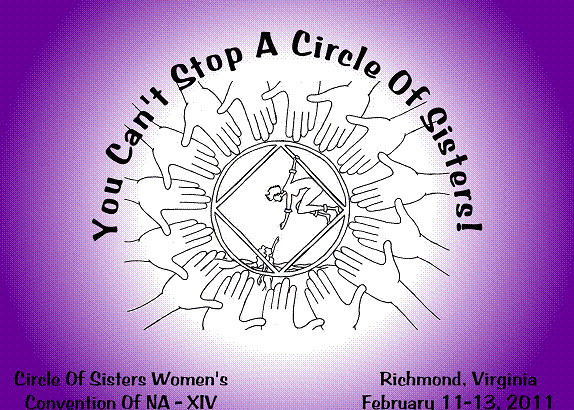 You Can't Stop A Circle Of Sisters!
Circle Of Sisters Women's
Convention Of NA - XIV
Richmond, Virginia
February 11-13, 2011